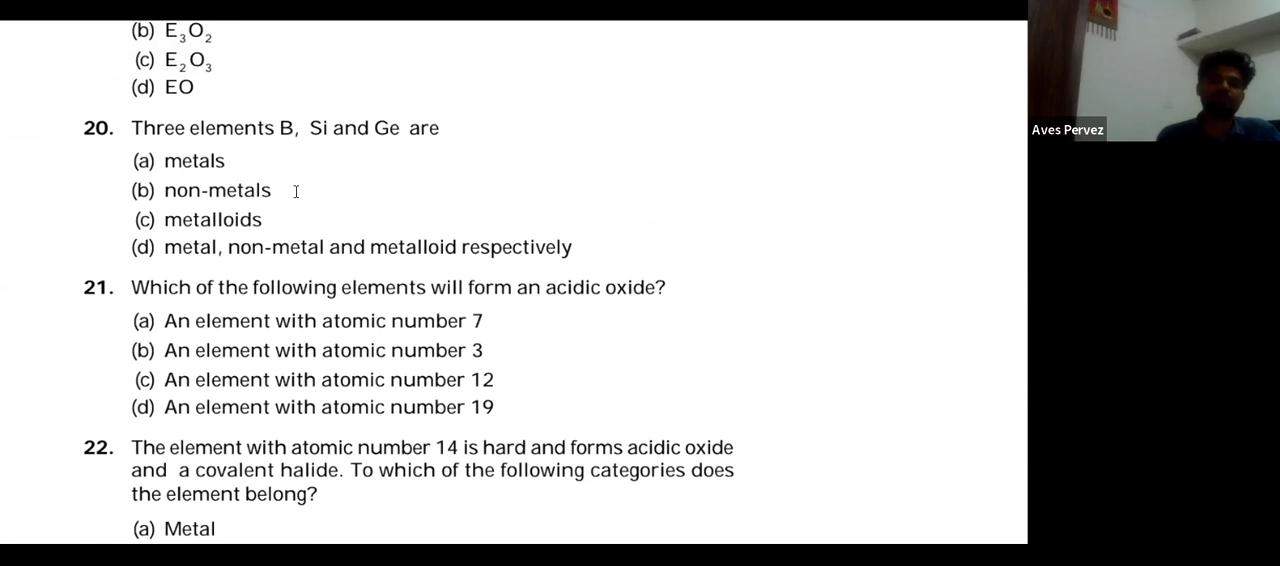 (b) E₃O₂
(c) E₂O₃
(d) EO
20. Three elements B, Si and Ge are
(a) metals
(b) non-metals
(c) metalloids
(d) metal, non-metal and metalloid respectively
21. Which of the following elements will form an acidic oxide?
(a) An element with atomic number 7
(b) An element with atomic number 3
(c) An element with atomic number 12
(d) An element with atomic number 19
22. The element with atomic number 14 is hard and forms acidic oxide
and a covalent halide. To which of the following categories does
the element belong?
(a) Metal
Aves Pervez